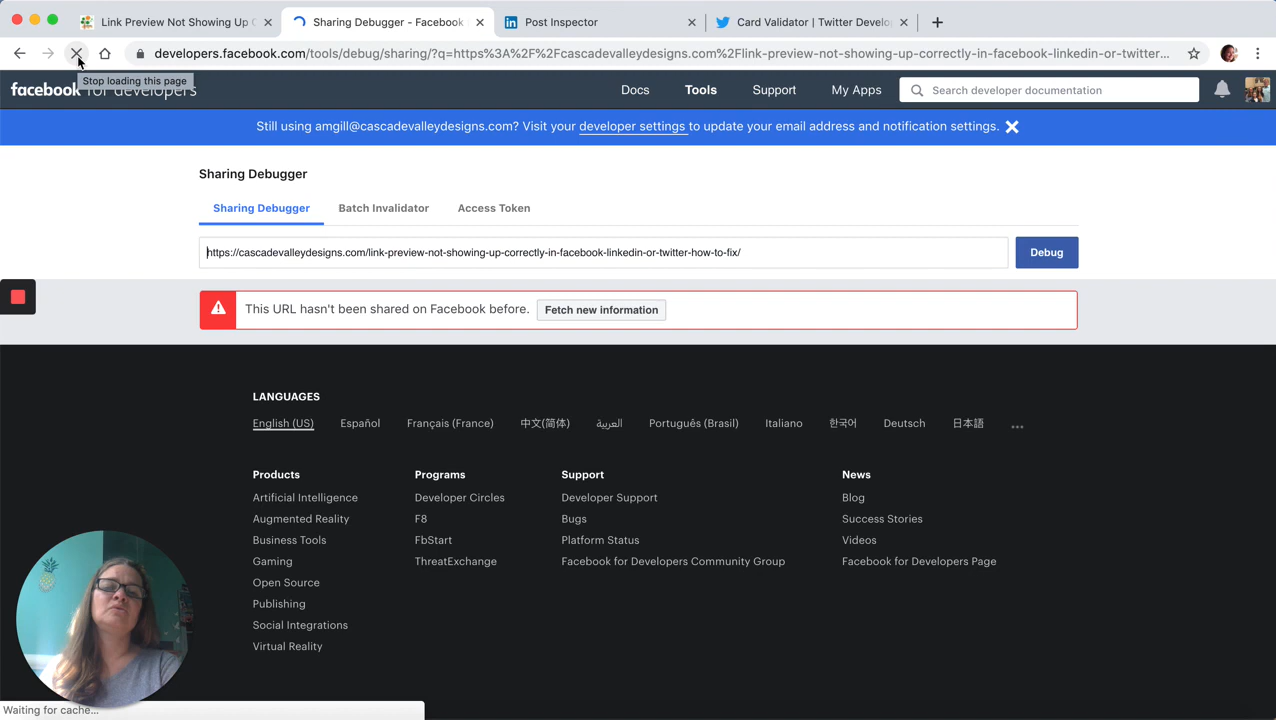 Link Preview Not Showing Up C
Sharing Debugger - Facebook
Post Inspector
Card Validator | Twitter Develo
developers.facebook.com/tools/debug/sharing/?q=https%3A%2F%2Fcascadevalleydesigns.com%2Flink-preview-not-showing-up-correctly-in-facebook-linkedin-or-twitter...
Stop loading this page
facebook for developers
Docs
Tools
Support
My Apps
Search developer documentation
Still using amgill@cascadevalleydesigns.com? Visit your developer settings to update your email address and notification settings.
Sharing Debugger
Sharing Debugger
Batch Invalidator
Access Token
https://cascadevalleydesigns.com/link-preview-not-showing-up-correctly-in-facebook-linkedin-or-twitter-how-to-fix/
Debug
This URL hasn't been shared on Facebook before.
Fetch new information
LANGUAGES
English (US)
Español
Français (France)
中文(简体)
العربية
Português (Brasil)
Italiano
한국어
Deutsch
日本語
Products
Artificial Intelligence
Augmented Reality
Business Tools
Gaming
Open Source
Publishing
Social Integrations
Virtual Reality
Programs
Developer Circles
F8
FbStart
ThreatExchange
Support
Developer Support
Bugs
Platform Status
Facebook for Developers Community Group
News
Blog
Success Stories
Videos
Facebook for Developers Page
Waiting for cache...